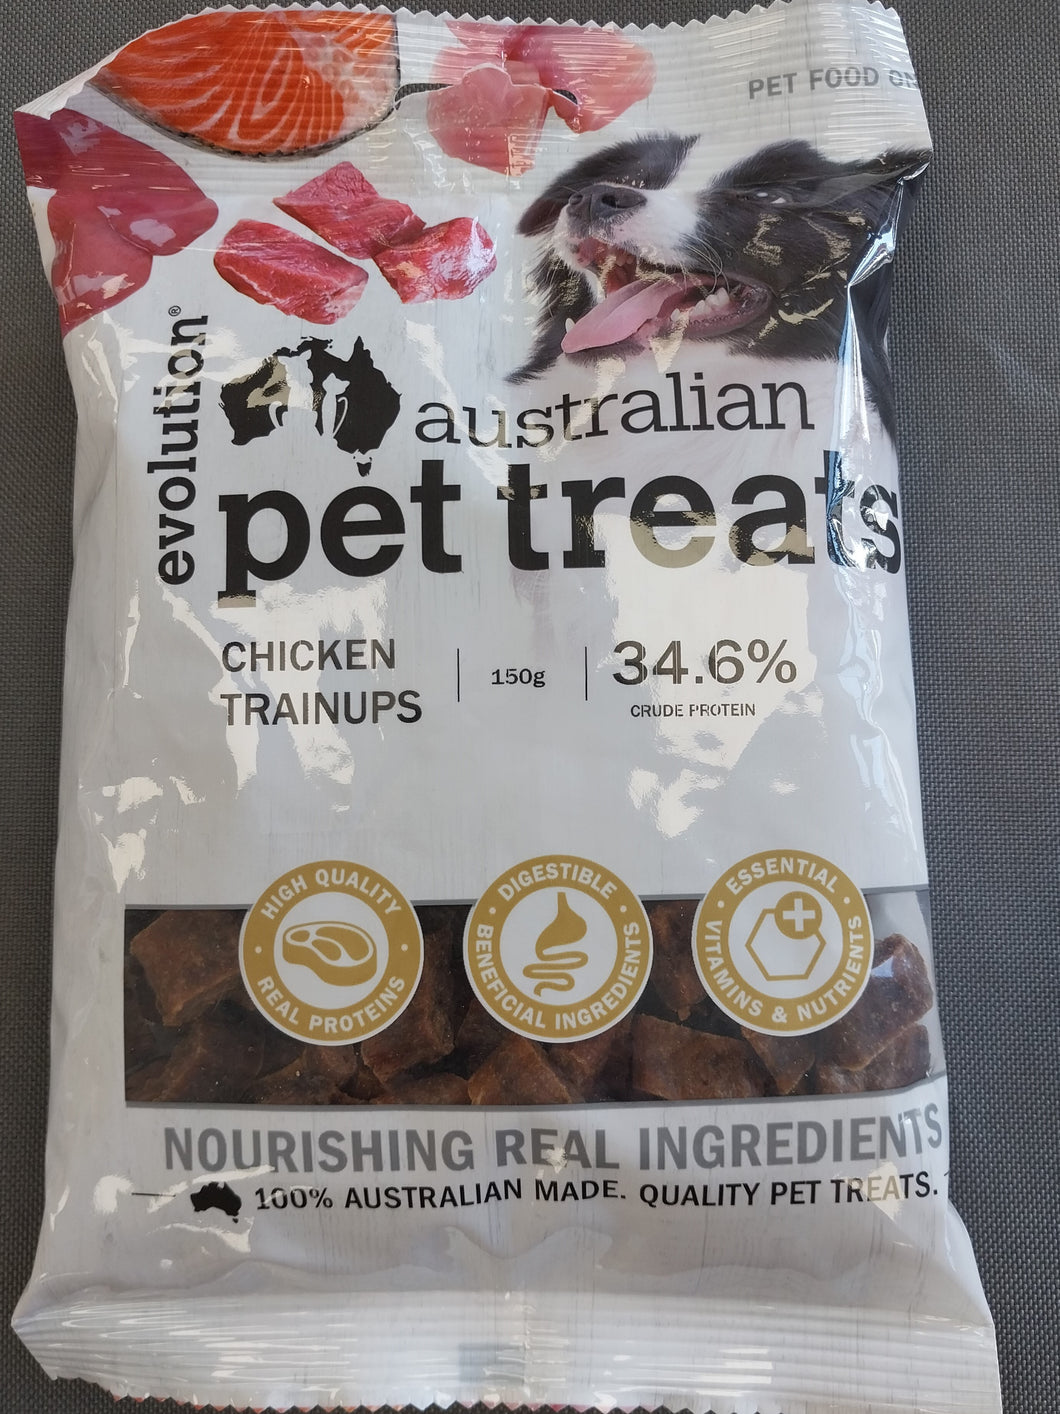 PET FOOD
evolution®
australian
pet treats
CHICKEN
TRAINUPS
150g
34.6%
CRUDE PROTEIN
HIGH QUALITY
REAL PROTEINS
DIGESTIBLE
BENEFICIAL INGREDIENTS
ESSENTIAL
VITAMINS & NUTRIENTS
NOURISHING REAL INGREDIENTS
100% AUSTRALIAN MADE. QUALITY PET TREATS.